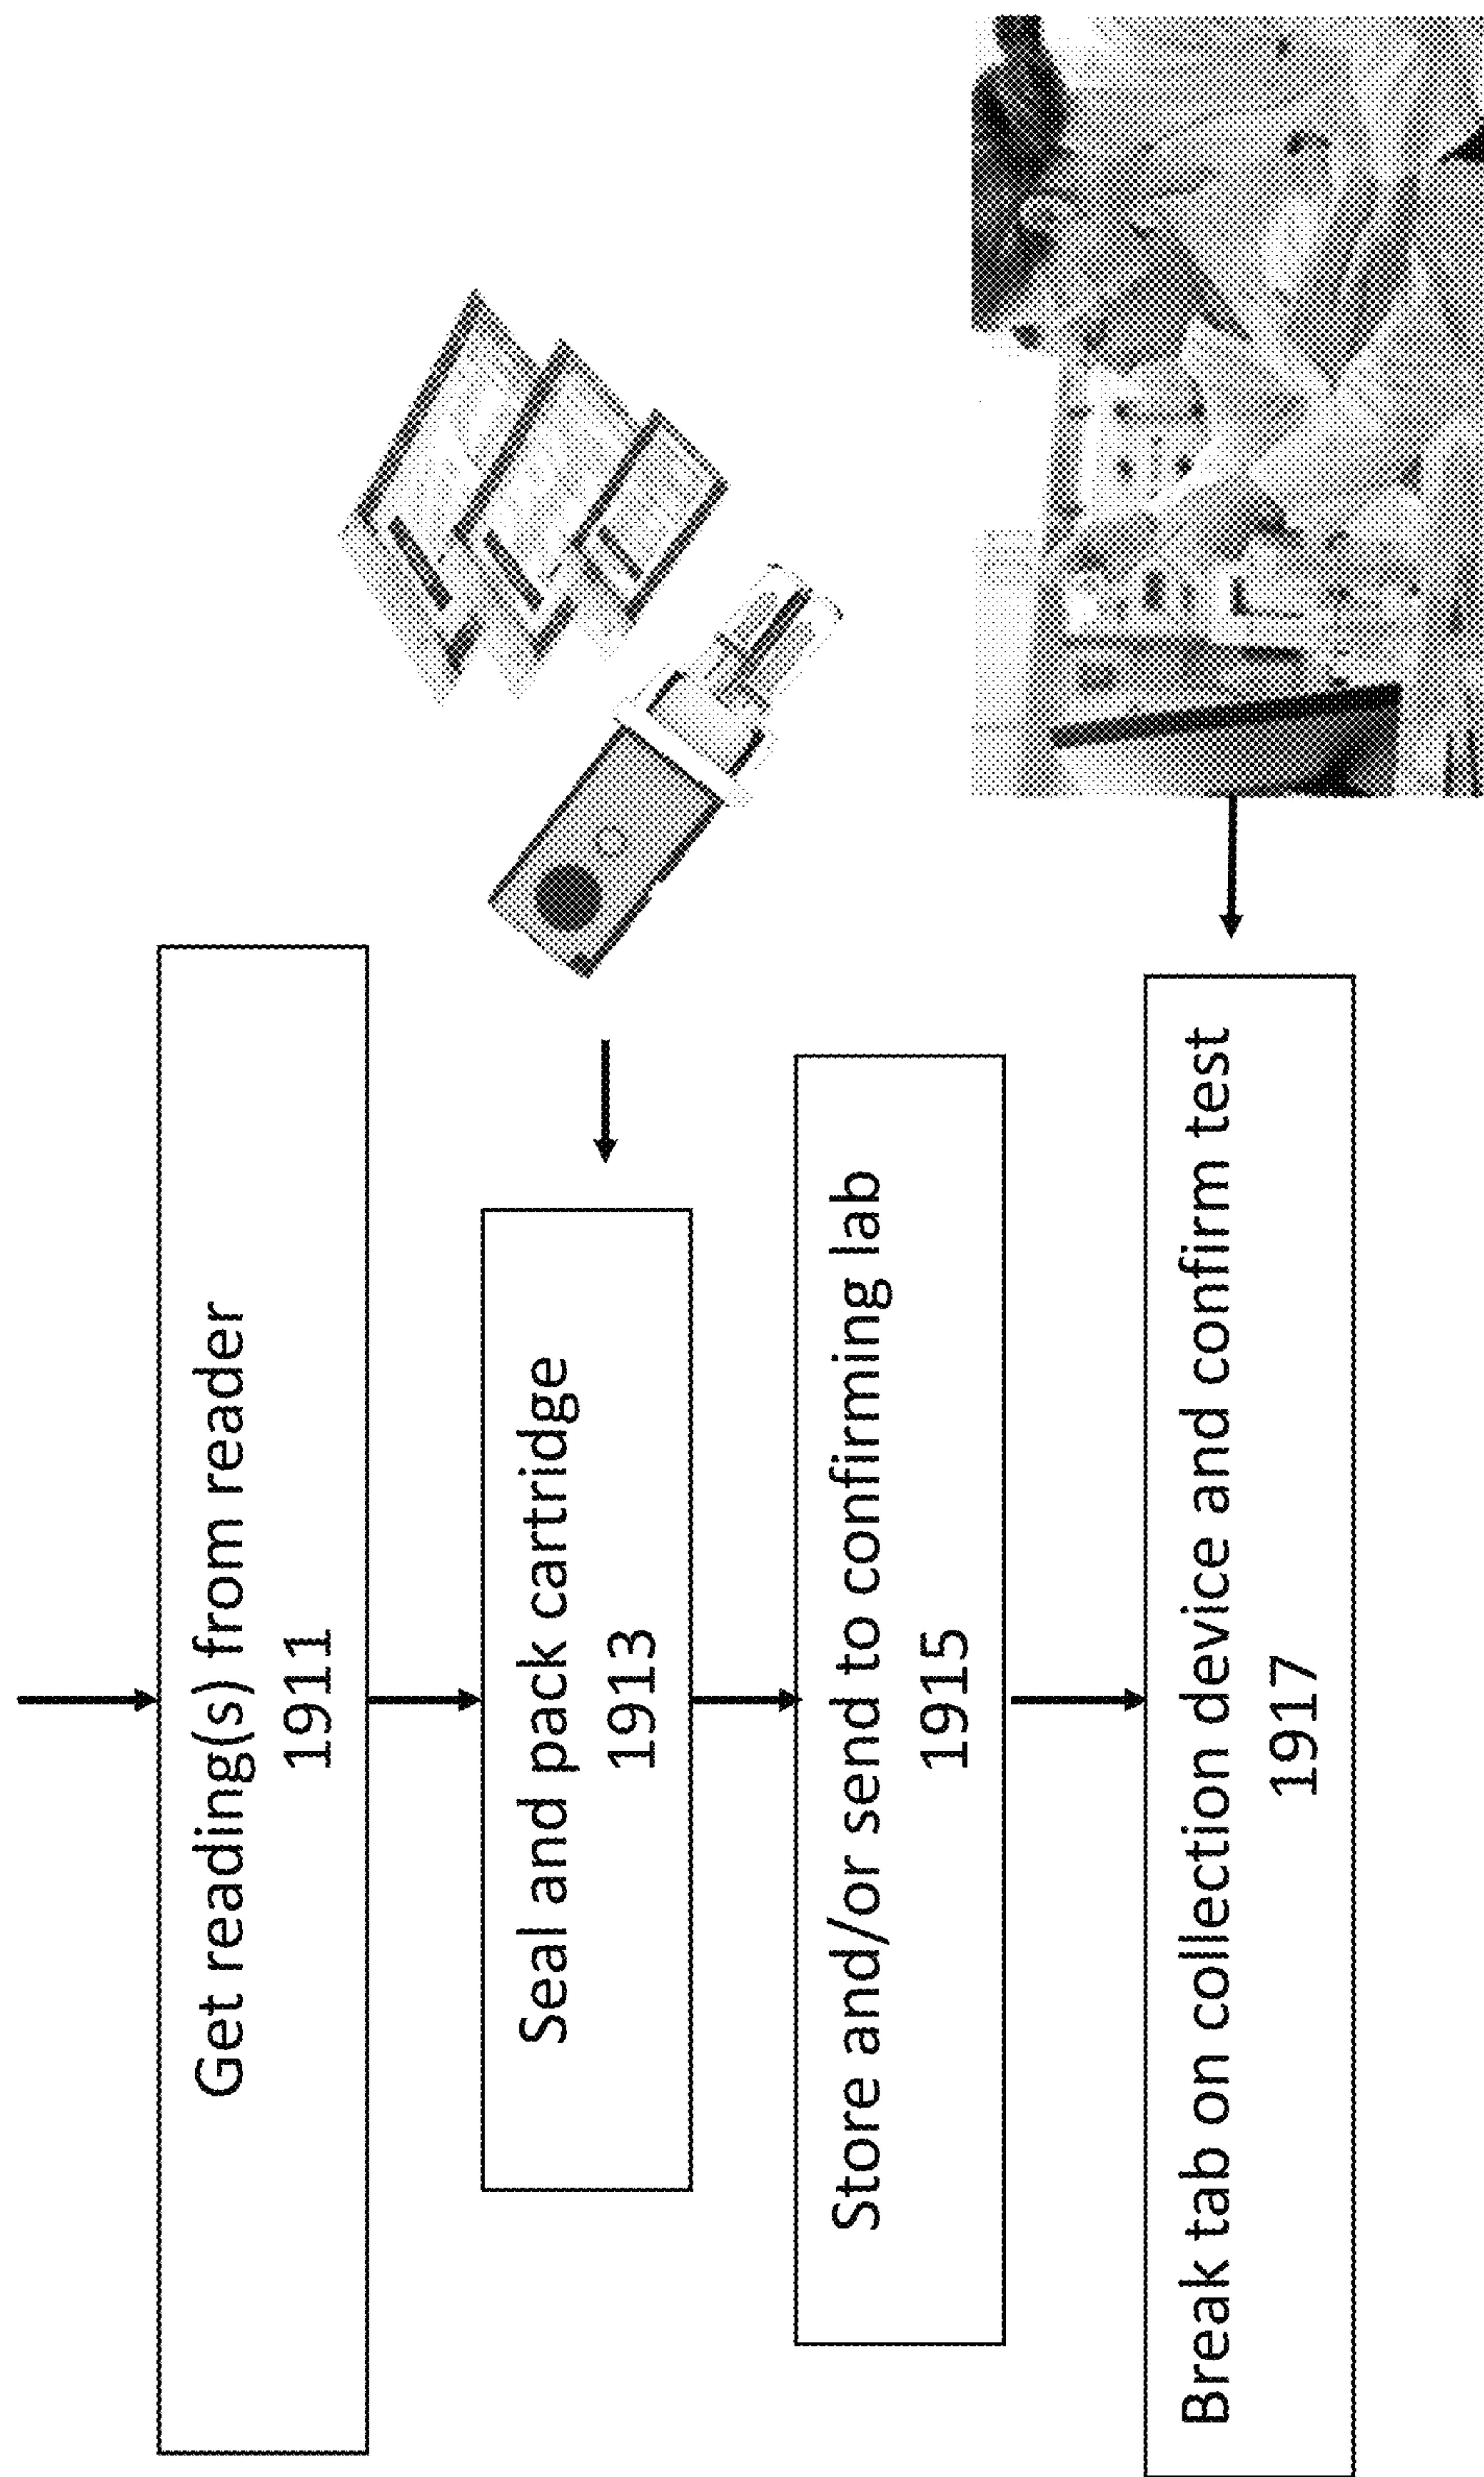 Get reading(s) from reader
1911
Seal and pack cartridge
1913
Store and/or send to confirming lab
1915
Break tab on collection device and confirm test
1917